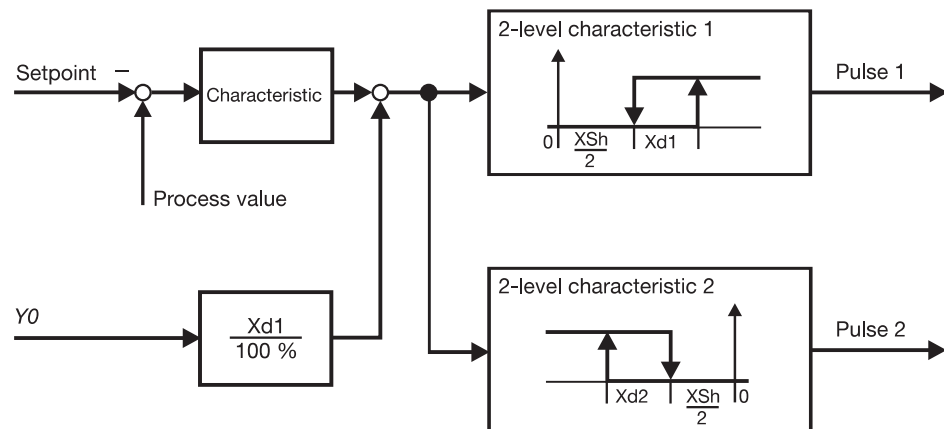 2-level characteristic 1
Setpoint –
Characteristic
Pulse 1
0 XSh/2 Xd1
Process value
2-level characteristic 2
Y0
Xd1
100 %
Pulse 2
Xd2 XSh/2 0